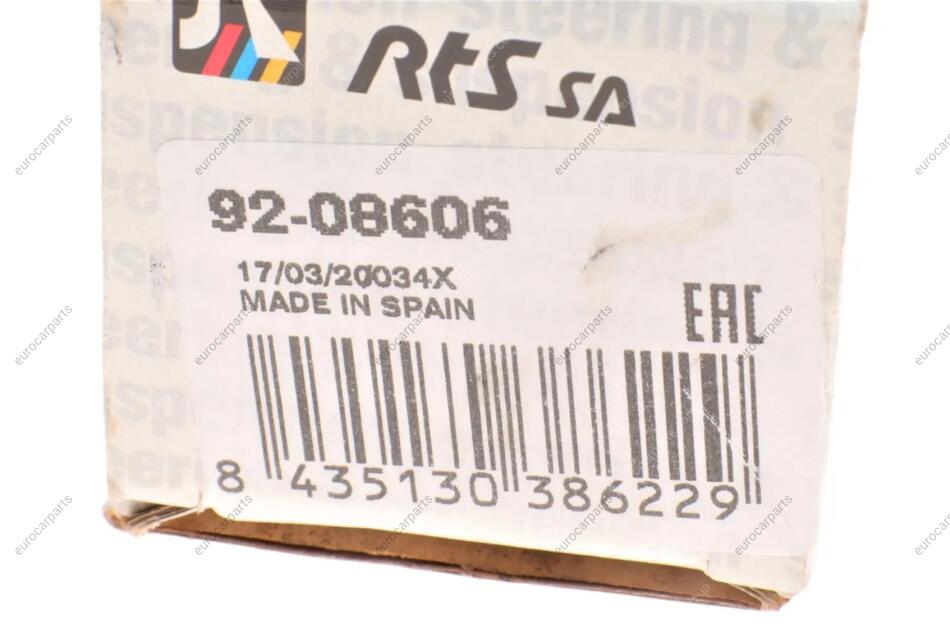 RtS SA
92-08606
17/03/20034X
MADE IN SPAIN
EAC
8 435130 386229
eurocarparts